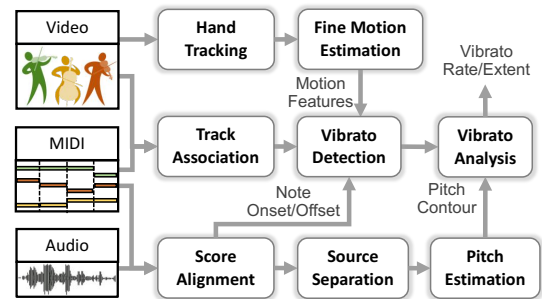 Video
Hand
Tracking
Fine Motion
Estimation
Vibrato
Rate/Extent
Motion
Features
MIDI
Track
Association
Vibrato
Detection
Vibrato
Analysis
Note
Onset/Offset
Pitch
Contour
Audio
Score
Alignment
Source
Separation
Pitch
Estimation